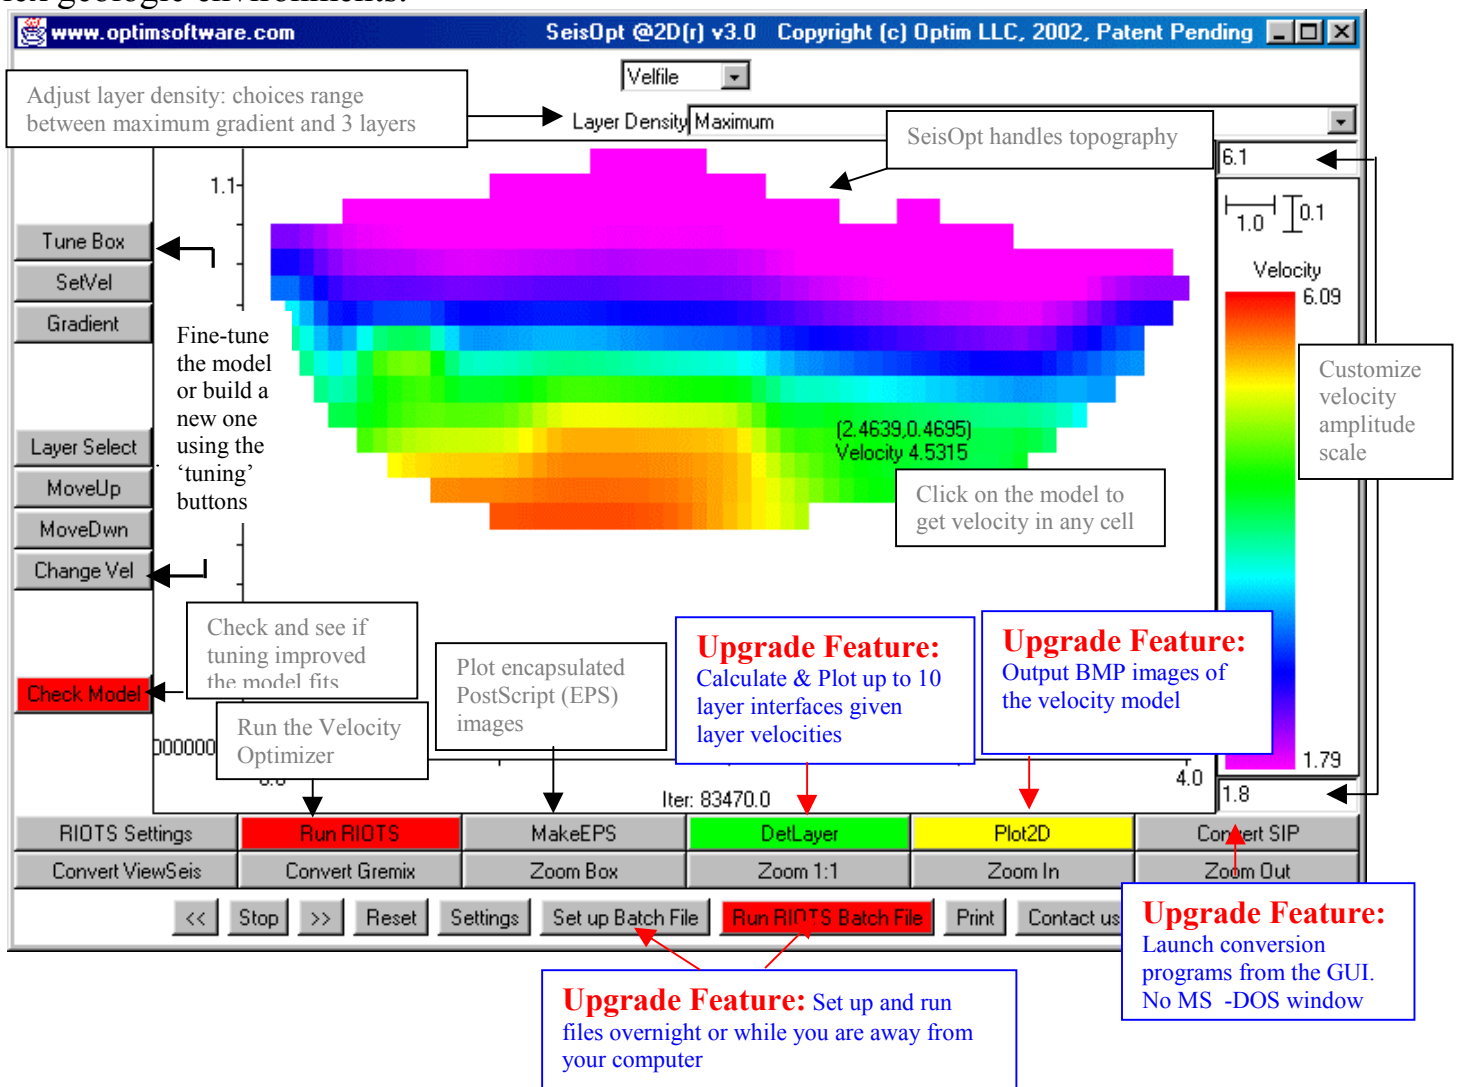 geologic environments.
www.optimsoftware.com SeisOpt @2D(r) v3.0 Copyright (c) Optim LLC, 2002, Patent Pending
Velfile
Adjust layer density: choices range
between maximum gradient and 3 layers
Layer Density Maximum
SeisOpt handles topography
6.1
1.1
1.0 0.1
Velocity
6.09
Tune Box
SetVel
Gradient
Fine-tune
the model
or build a
new one
using the
‘tuning’
buttons
Customize
velocity
amplitude
scale
(2.4639,0.4695)
Velocity 4.5315
Click on the model to
get velocity in any cell
Layer Select
MoveUp
MoveDwn
Change Vel
Check and see if
tuning improved
the model fits
Check Model
Run the Velocity
Optimizer
Plot encapsulated
PostScript (EPS)
images
Upgrade Feature:
Calculate & Plot up to 10
layer interfaces given
layer velocities
Upgrade Feature:
Output BMP images of
the velocity model
000000
4.0
1.79
1.8
Iter: 83470.0
RIOTS Settings Run RIOTS MakeEPS DetLayer Plot2D Convert SIP
Convert ViewSeis Convert Gremix Zoom Box Zoom 1:1 Zoom In Zoom Out
<< Stop >> Reset Settings Set up Batch File Run RIOTS Batch File Print Contact us
Upgrade Feature:
Launch conversion
programs from the GUI.
No MS -DOS window
Upgrade Feature: Set up and run
files overnight or while you are away from
your computer